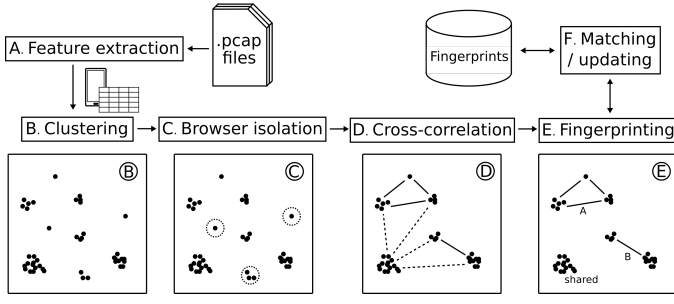 A. Feature extraction
.pcap
files
Fingerprints
F. Matching
/ updating
B. Clustering
C. Browser isolation
D. Cross-correlation
E. Fingerprinting
B
C
D
E
A
B
shared